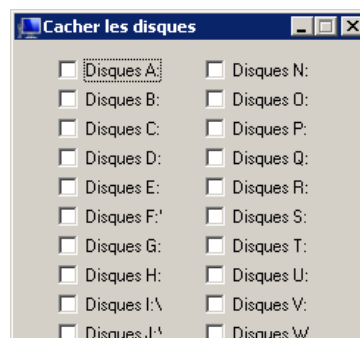 Cacher les disques
Disques A: Disques N:
Disques B: Disques O:
Disques C: Disques P:
Disques D: Disques Q:
Disques E: Disques R:
Disques F:' Disques S:
Disques G: Disques T:
Disques H: Disques U:
Disques I:\ Disques V:
Disques J:\ Disques W